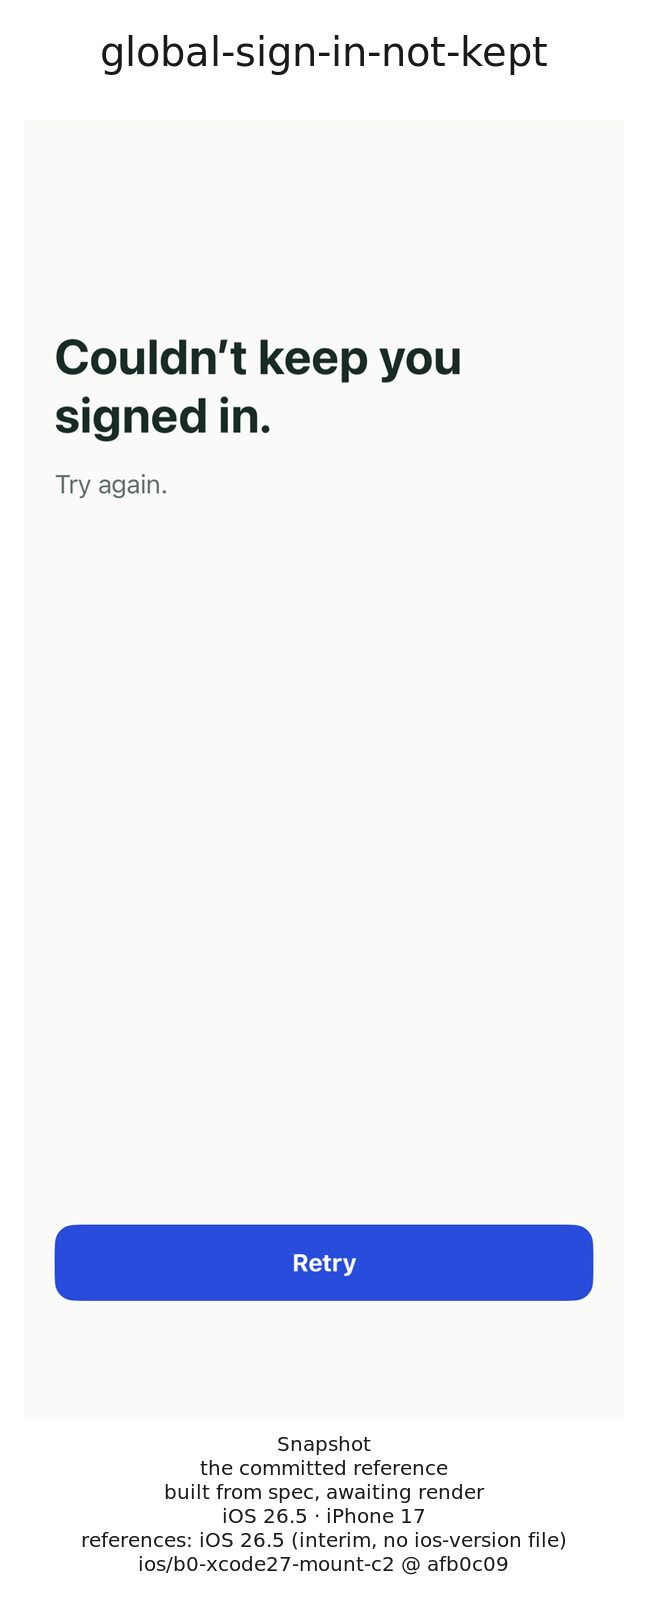 global-sign-in-not-kept
Couldn’t keep you
signed in.
Try again.
Retry
Snapshot
the committed reference
built from spec, awaiting render
iOS 26.5 · iPhone 17
references: iOS 26.5 (interim, no ios-version file)
ios/b0-xcode27-mount-c2 @ afb0c09